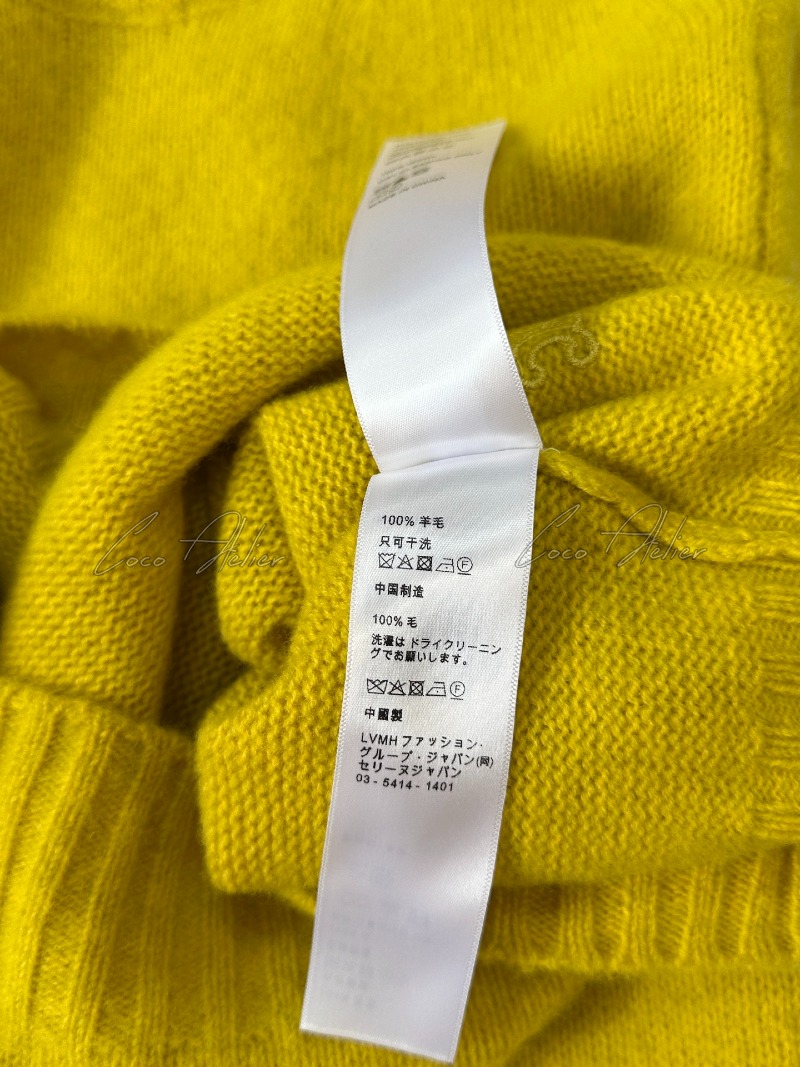 100% 羊毛
只可干洗
中国制造
100% 毛
洗濯は ドライクリーニン
グでお願いします。
中國製
LVMH ファッション・
グループ・ジャパン(同)
セリーヌジャパン
03 - 5414 - 1401
Coco Atelier
Coco Atelier